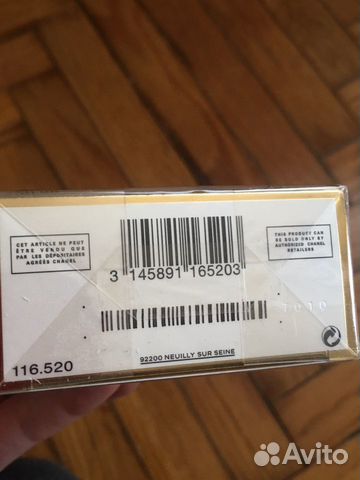 CET ARTICLE NE PEUT
ÊTRE VENDU QUE
PAR LES DÉPOSITAIRES
AGRÉÉS CHANEL
THIS PRODUCT CAN
BE SOLD ONLY BY
AUTHORIZED CHANEL
RETAILERS
3 145891 165203
116.520
92200 NEUILLY SUR SEINE
Avito